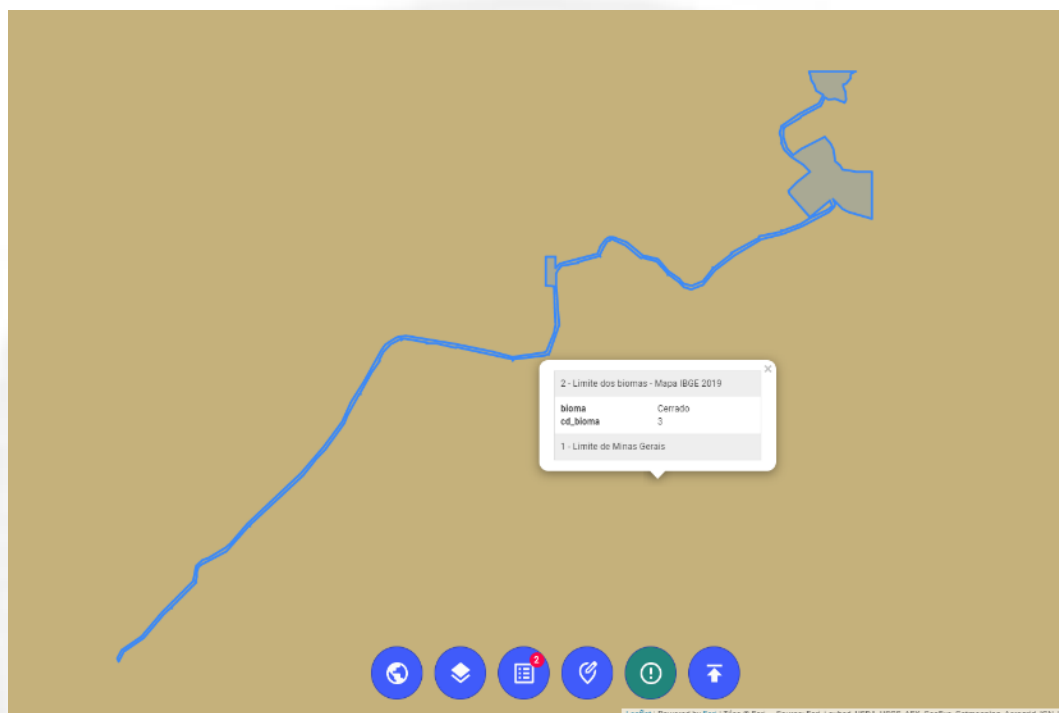 2 - Limite dos biomas - Mapa IBGE 2019
bioma Cerrado
cd_bioma 3
1 - Limite de Minas Gerais
2